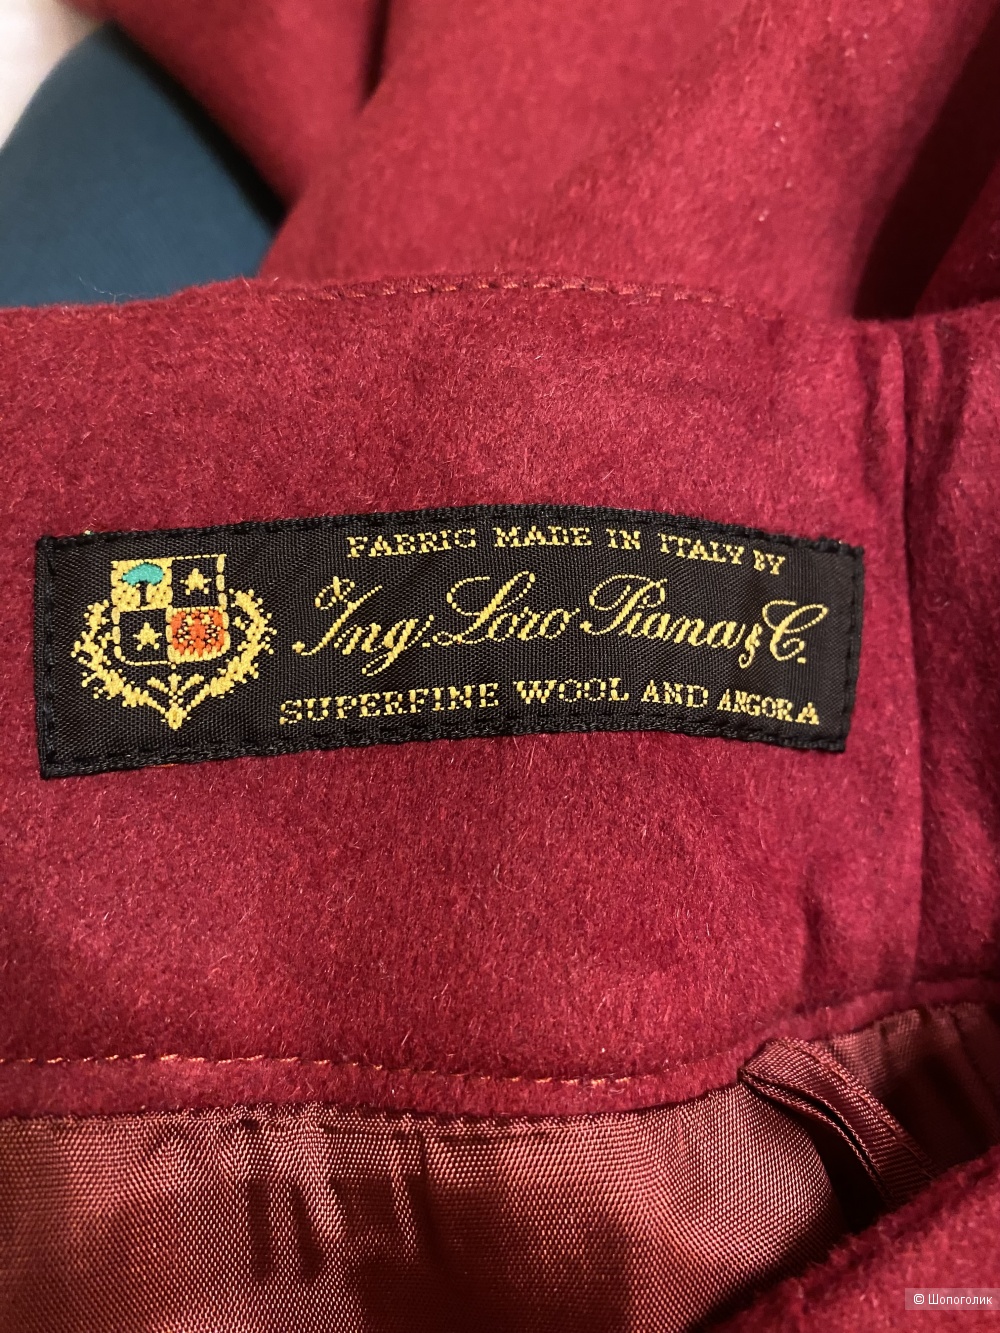 FABRIC MADE IN ITALY BY
Ing. Loro Piana & C.
SUPERFINE WOOL AND ANGORA
© Шопоголик